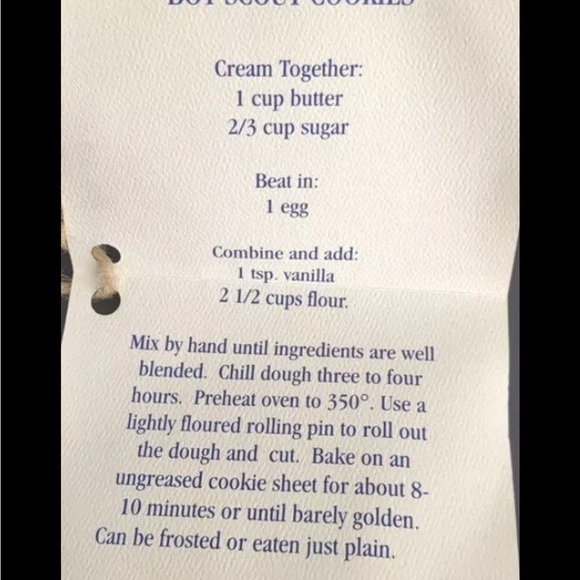 BOY SCOUT COOKIES
Cream Together:
1 cup butter
2/3 cup sugar
Beat in:
1 egg
Combine and add:
1 tsp. vanilla
2 1/2 cups flour.
Mix by hand until ingredients are well
blended. Chill dough three to four
hours. Preheat oven to 350°. Use a
lightly floured rolling pin to roll out
the dough and cut. Bake on an
ungreased cookie sheet for about 8-
10 minutes or until barely golden.
Can be frosted or eaten just plain.